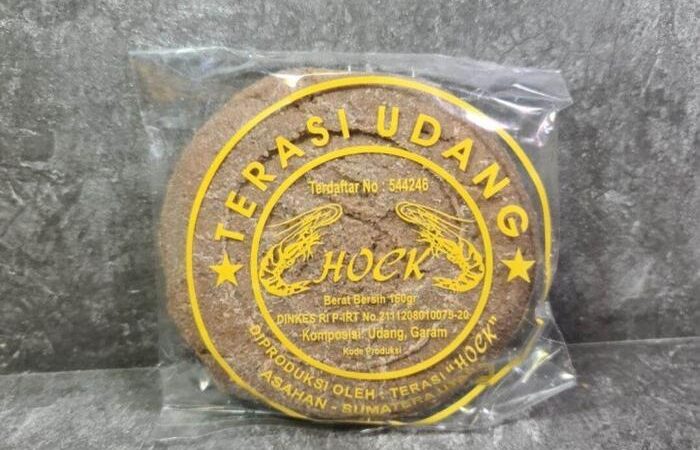 TERASI UDANG
Terdaftar No : 544246
HOCK
Berat Bersih 160gr
DINKES RI P-IRT No.2111208010075-20
Komposisi: Udang, Garam
Kode Produksi
DIPRODUKSI OLEH - TERASI "HOCK"
ASAHAN - SUMATERA